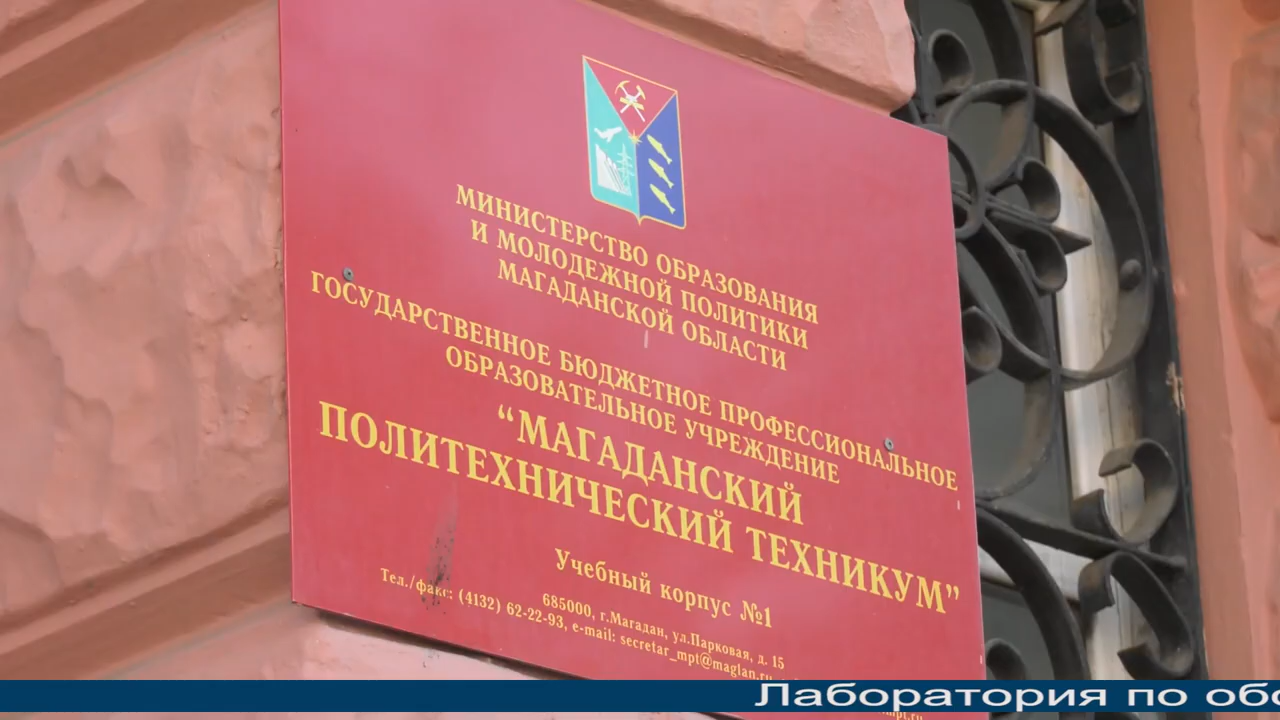 МИНИСТЕРСТВО ОБРАЗОВАНИЯ
И МОЛОДЕЖНОЙ ПОЛИТИКИ
МАГАДАНСКОЙ ОБЛАСТИ
ГОСУДАРСТВЕННОЕ БЮДЖЕТНОЕ ПРОФЕССИОНАЛЬНОЕ
ОБРАЗОВАТЕЛЬНОЕ УЧРЕЖДЕНИЕ
“МАГАДАНСКИЙ
ПОЛИТЕХНИЧЕСКИЙ ТЕХНИКУМ”
Учебный корпус №1
685000, г.Магадан, ул.Парковая, д. 15
Тел./факс: (4132) 62-22-93, e-mail: secretar_mpt@maglan.ru
Лаборатория по обо